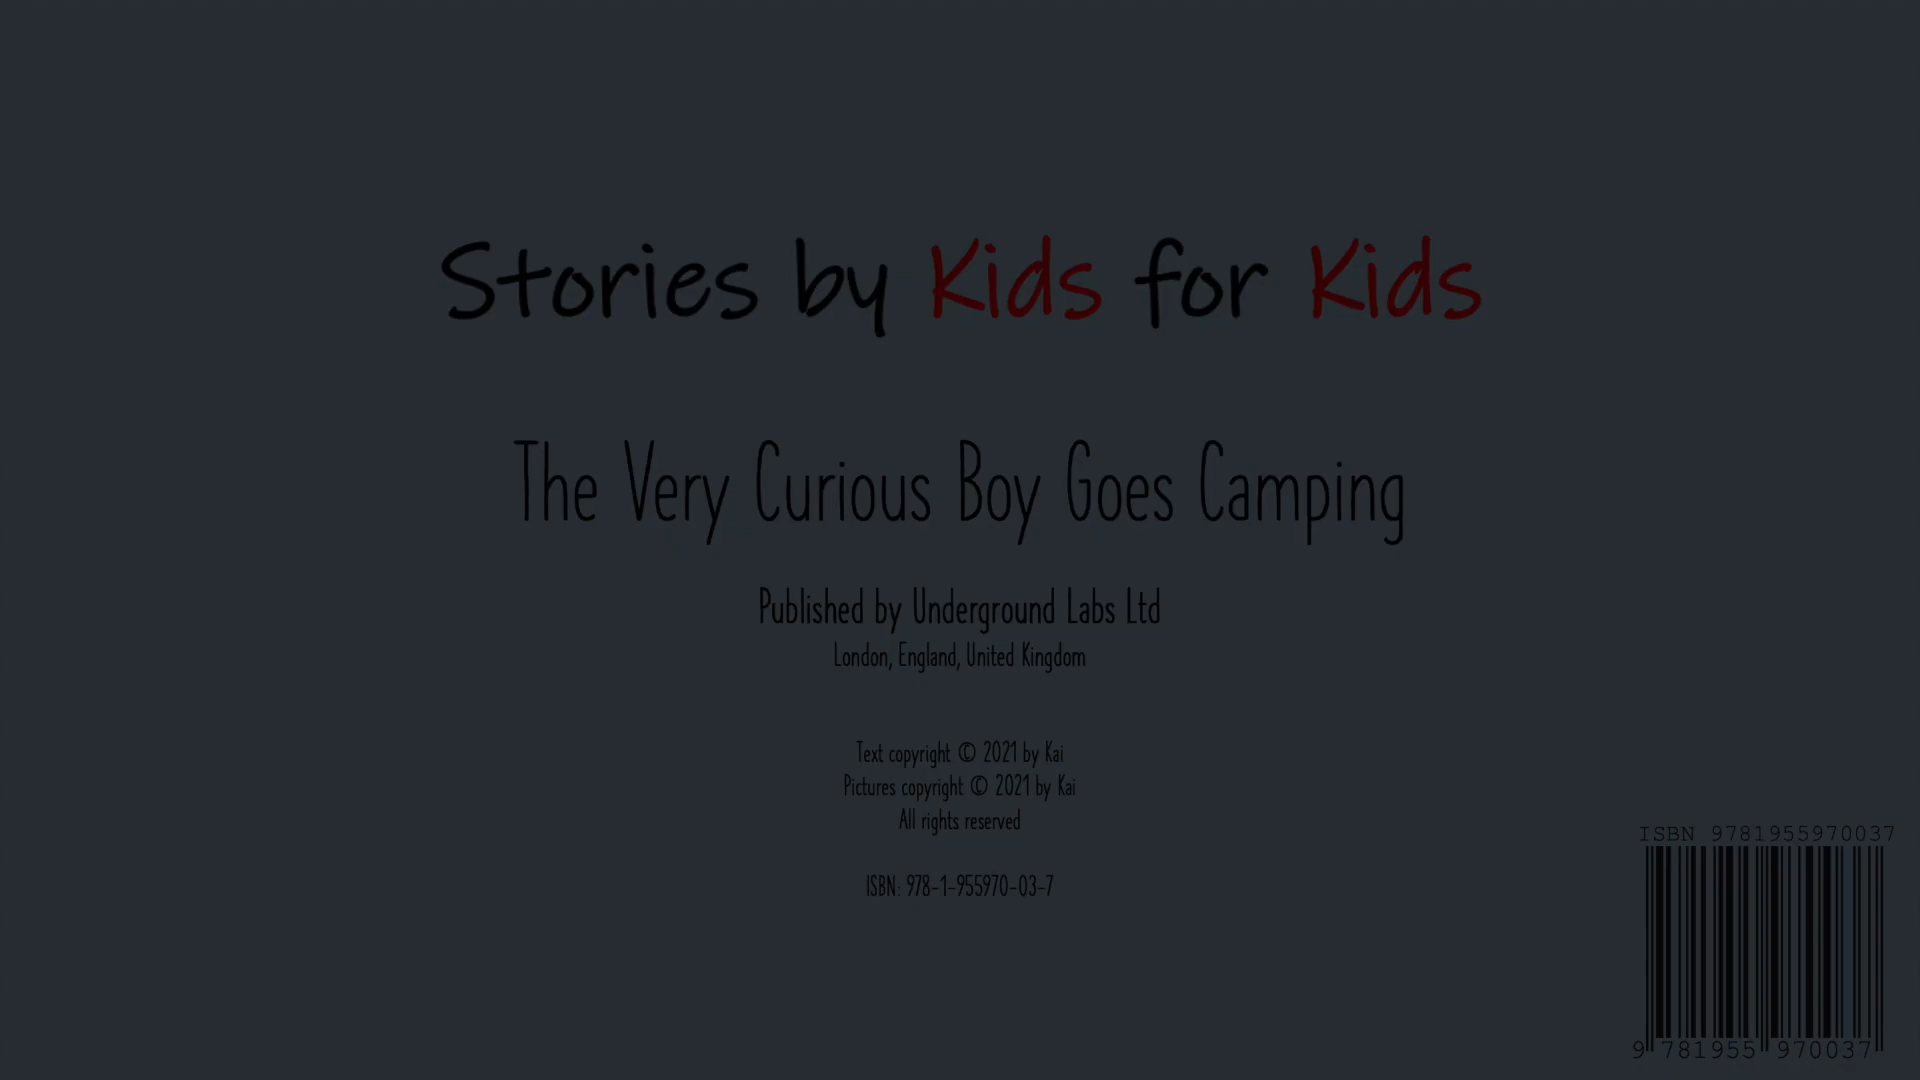 Stories by Kids for Kids
The Very Curious Boy Goes Camping
Published by Underground Labs Ltd
London, England, United Kingdom
Text copyright © 2021 by Kai
Pictures copyright © 2021 by Kai
All rights reserved
ISBN: 978-1-955970-03-7
ISBN 9781955970037
9 781955 970037